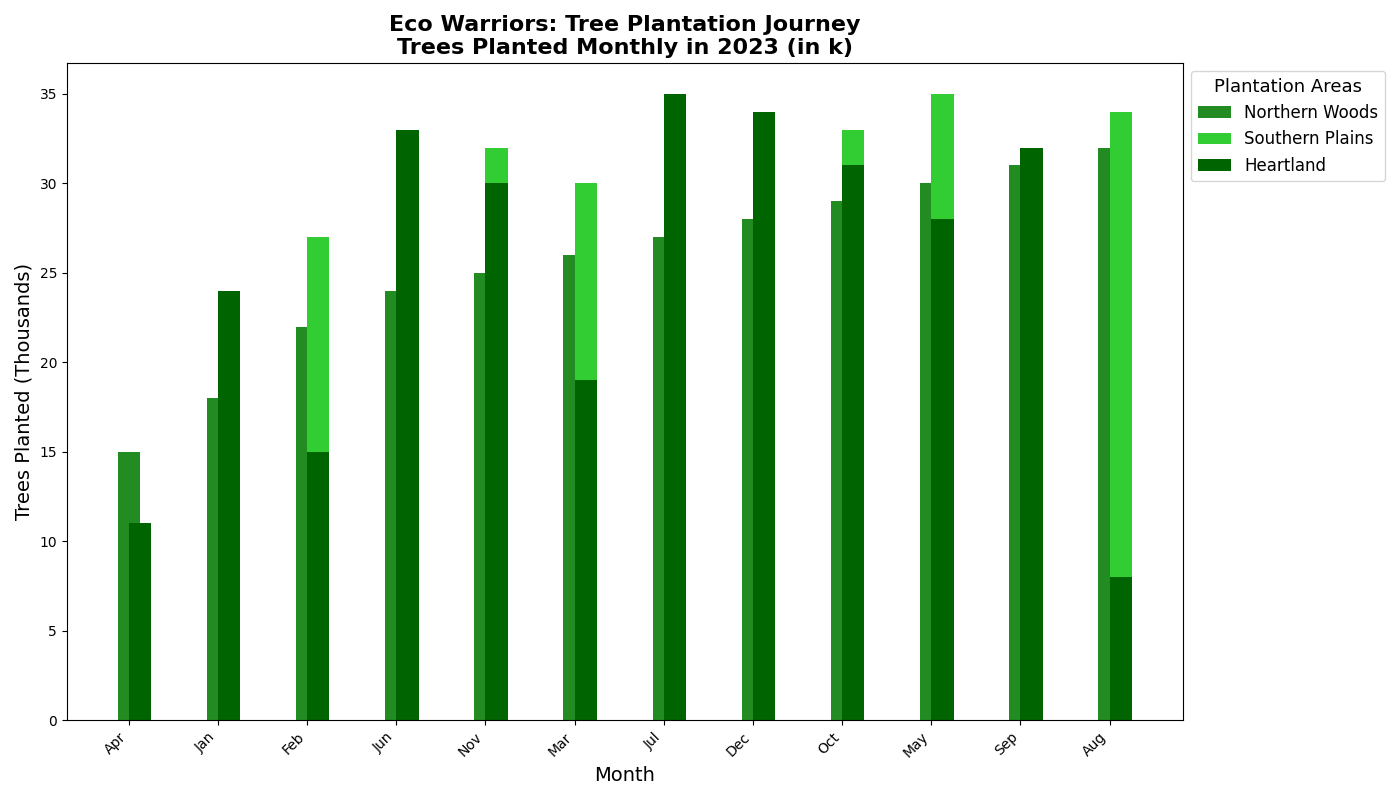 Eco Warriors: Tree Plantation Journey
Trees Planted Monthly in 2023 (in k)
Plantation Areas
Northern Woods
Southern Plains
Heartland
Trees Planted (Thousands)
35
30
25
20
15
10
5
0
Apr Jan Feb Jun Nov Mar Jul Dec Oct May Sep Aug
Month